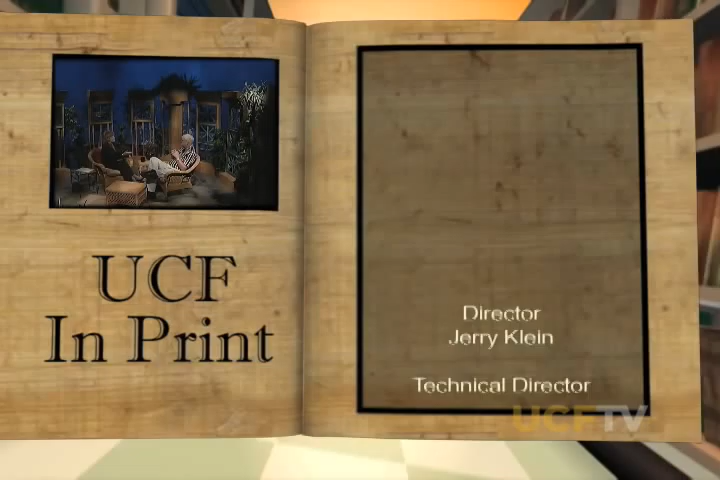 UCF
In Print
Director
Jerry Klein
Technical Director
UCFTV